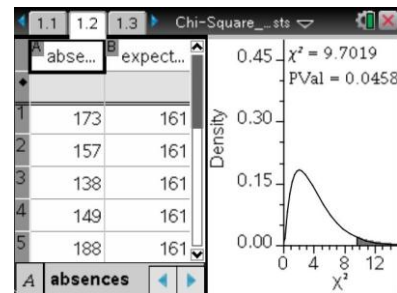 1.1 1.2 1.3 Chi-Square_…sts
A abse… B expect…
1 173 161
2 157 161
3 138 161
4 149 161
5 188 161
A absences
χ² = 9.7019
PVal = 0.0458
Density
0.45
0.30
0.15
0.00
0 4 8 12
χ²